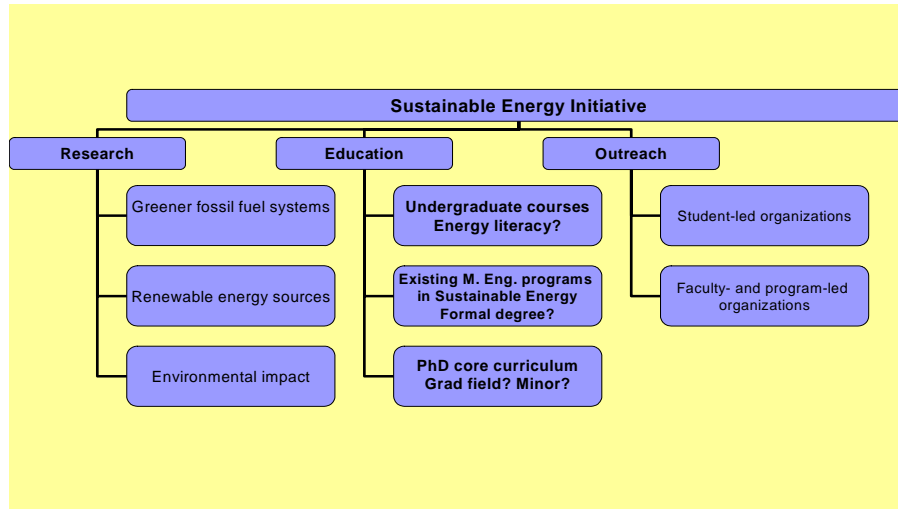 Sustainable Energy Initiative
Research
Education
Outreach
Greener fossil fuel systems
Renewable energy sources
Environmental impact
Undergraduate courses
Energy literacy?
Existing M. Eng. programs
in Sustainable Energy
Formal degree?
PhD core curriculum
Grad field? Minor?
Student-led organizations
Faculty- and program-led
organizations